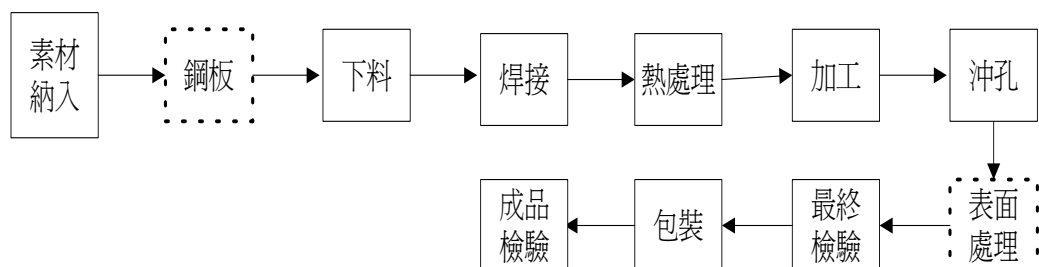 素材
納入
鋼板
下料
焊接
熱處理
加工
沖孔
表面
處理
最終
檢驗
包裝
成品
檢驗